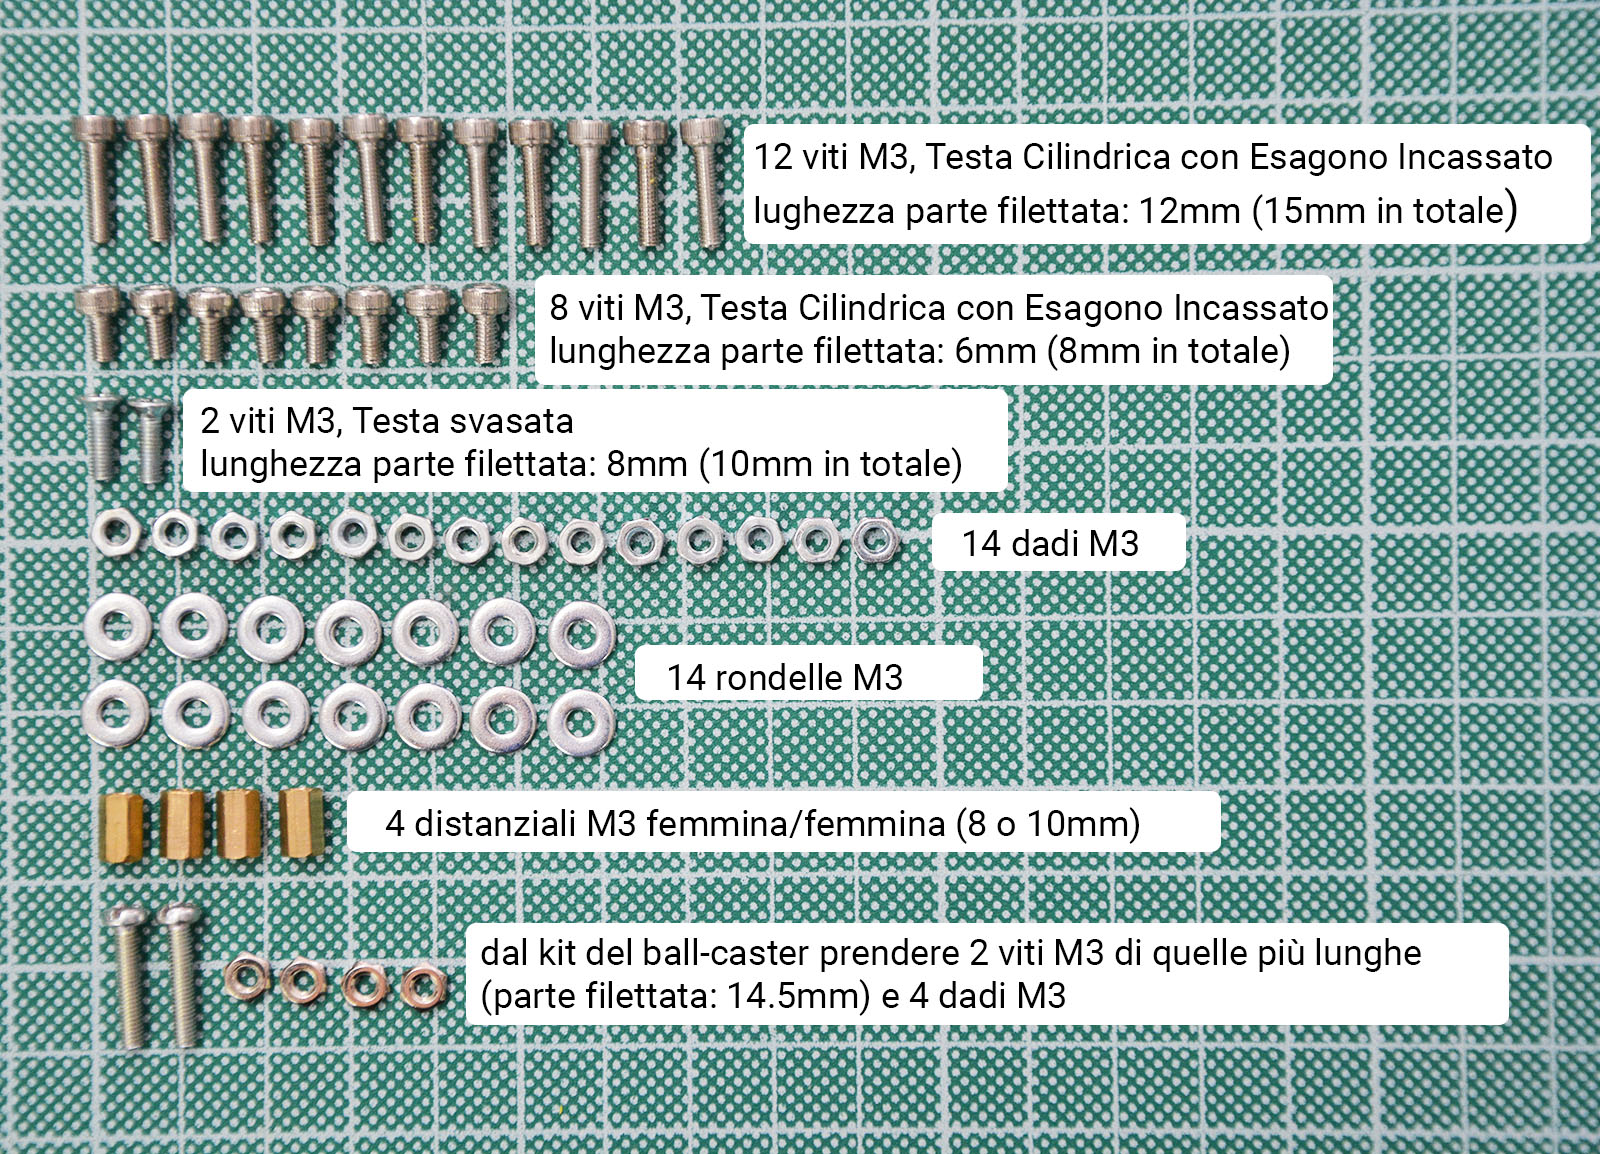 12 viti M3, Testa Cilindrica con Esagono Incassato
lughezza parte filettata: 12mm (15mm in totale)
8 viti M3, Testa Cilindrica con Esagono Incassato
lunghezza parte filettata: 6mm (8mm in totale)
2 viti M3, Testa svasata
lunghezza parte filettata: 8mm (10mm in totale)
14 dadi M3
14 rondelle M3
4 distanziali M3 femmina/femmina (8 o 10mm)
dal kit del ball-caster prendere 2 viti M3 di quelle più lunghe
(parte filettata: 14.5mm) e 4 dadi M3